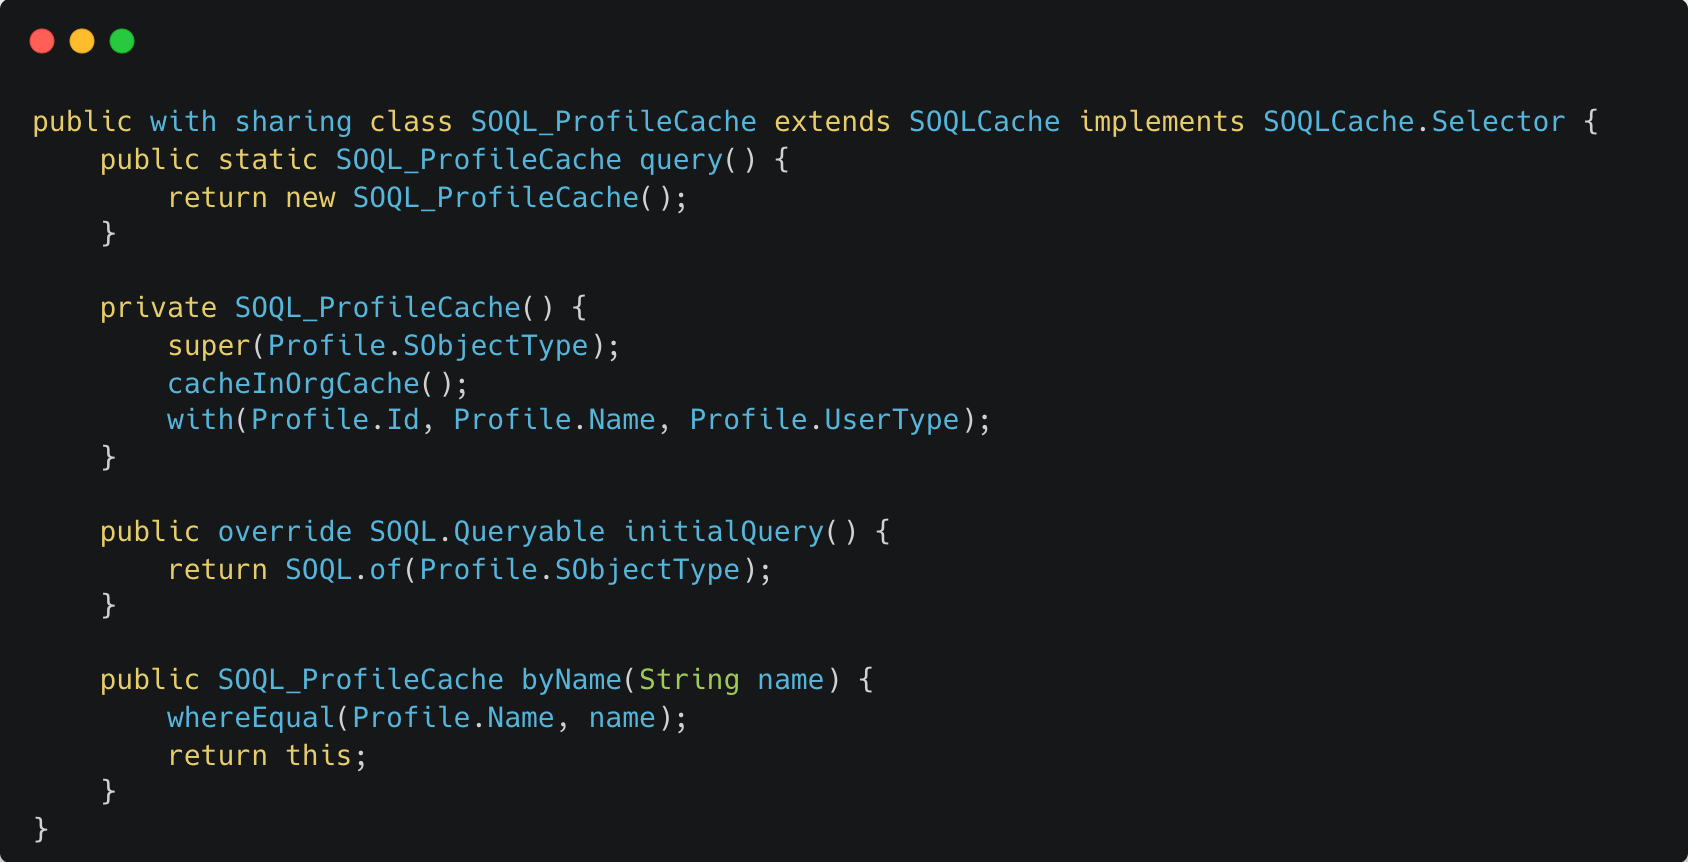 public with sharing class SOQL_ProfileCache extends SOQLCache implements SOQLCache.Selector {
    public static SOQL_ProfileCache query() {
        return new SOQL_ProfileCache();
    }

    private SOQL_ProfileCache() {
        super(Profile.SObjectType);
        cacheInOrgCache();
        with(Profile.Id, Profile.Name, Profile.UserType);
    }

    public override SOQL.Queryable initialQuery() {
        return SOQL.of(Profile.SObjectType);
    }

    public SOQL_ProfileCache byName(String name) {
        whereEqual(Profile.Name, name);
        return this;
    }
}